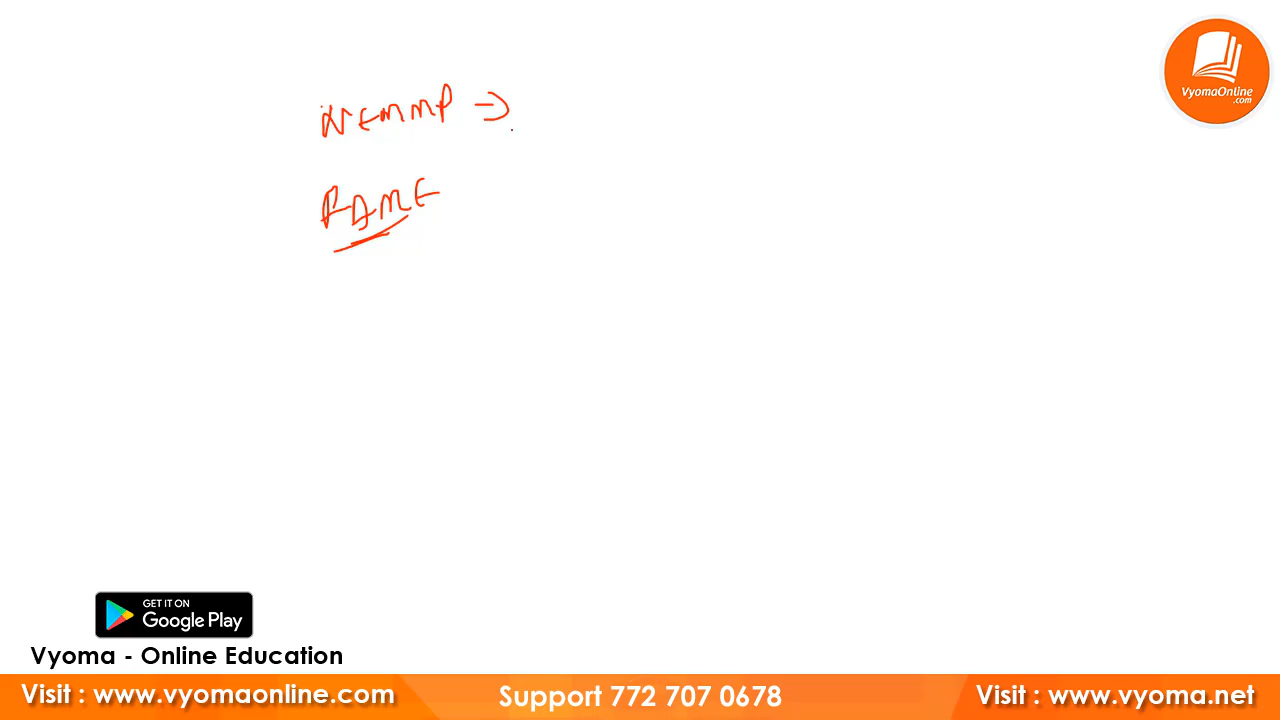 NEMMP →
FAME
VyomaOnline
.com
GET IT ON
Google Play
Vyoma - Online Education
Visit : www.vyomaonline.com
Support 772 707 0678
Visit : www.vyoma.net